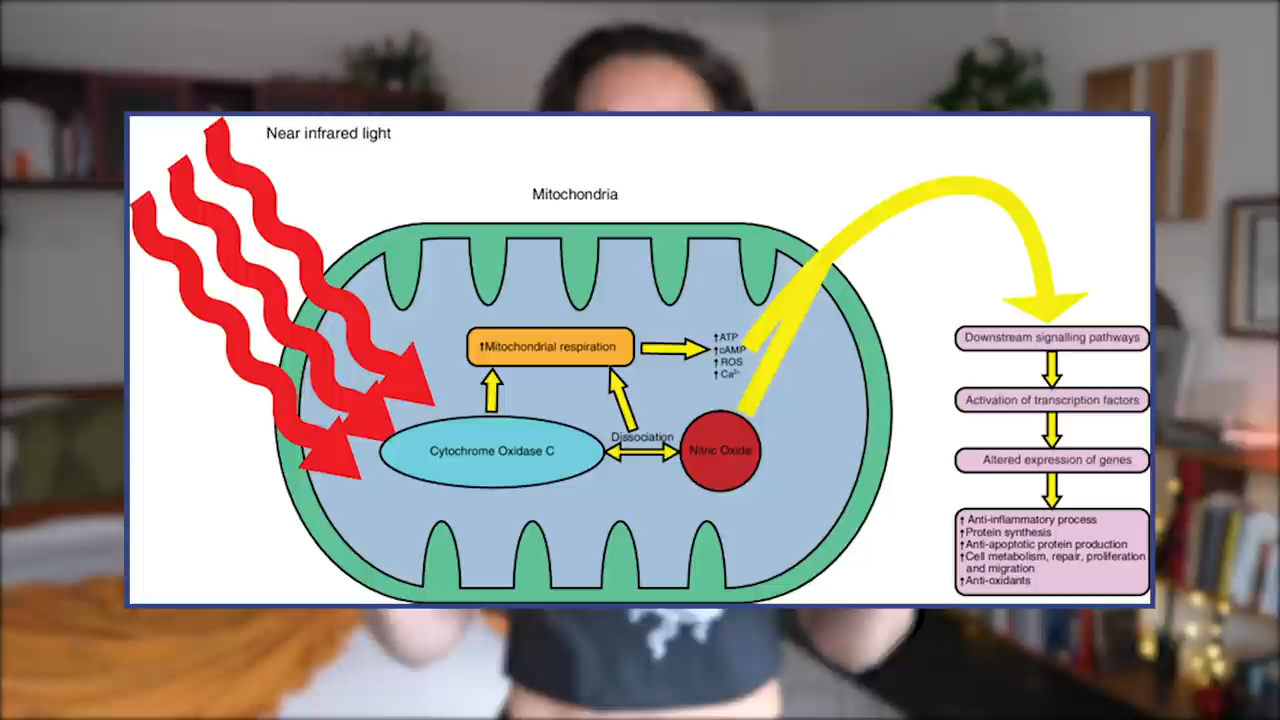 Near infrared light
Mitochondria
↑Mitochondrial respiration
↑ATP
↑cAMP
↑ROS
↑Ca²⁺
Cytochrome Oxidase C
Dissociation
Nitric Oxide
Downstream signalling pathways
Activation of transcription factors
Altered expression of genes
↑Anti-inflammatory process
↑Protein synthesis
↑Anti-apoptotic protein production
↑Cell metabolism, repair, proliferation
and migration
↑Anti-oxidants